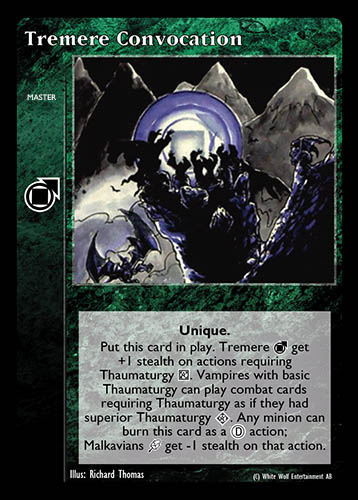 Tremere Convocation
MASTER
Unique.
Put this card in play. Tremere get
+1 stealth on actions requiring
Thaumaturgy . Vampires with basic
Thaumaturgy can play combat cards
requiring Thaumaturgy as if they had
superior Thaumaturgy . Any minion can
burn this card as a Ⓓ action;
Malkavians get -1 stealth on that action.
Illus: Richard Thomas
(C) White Wolf Entertainment AB